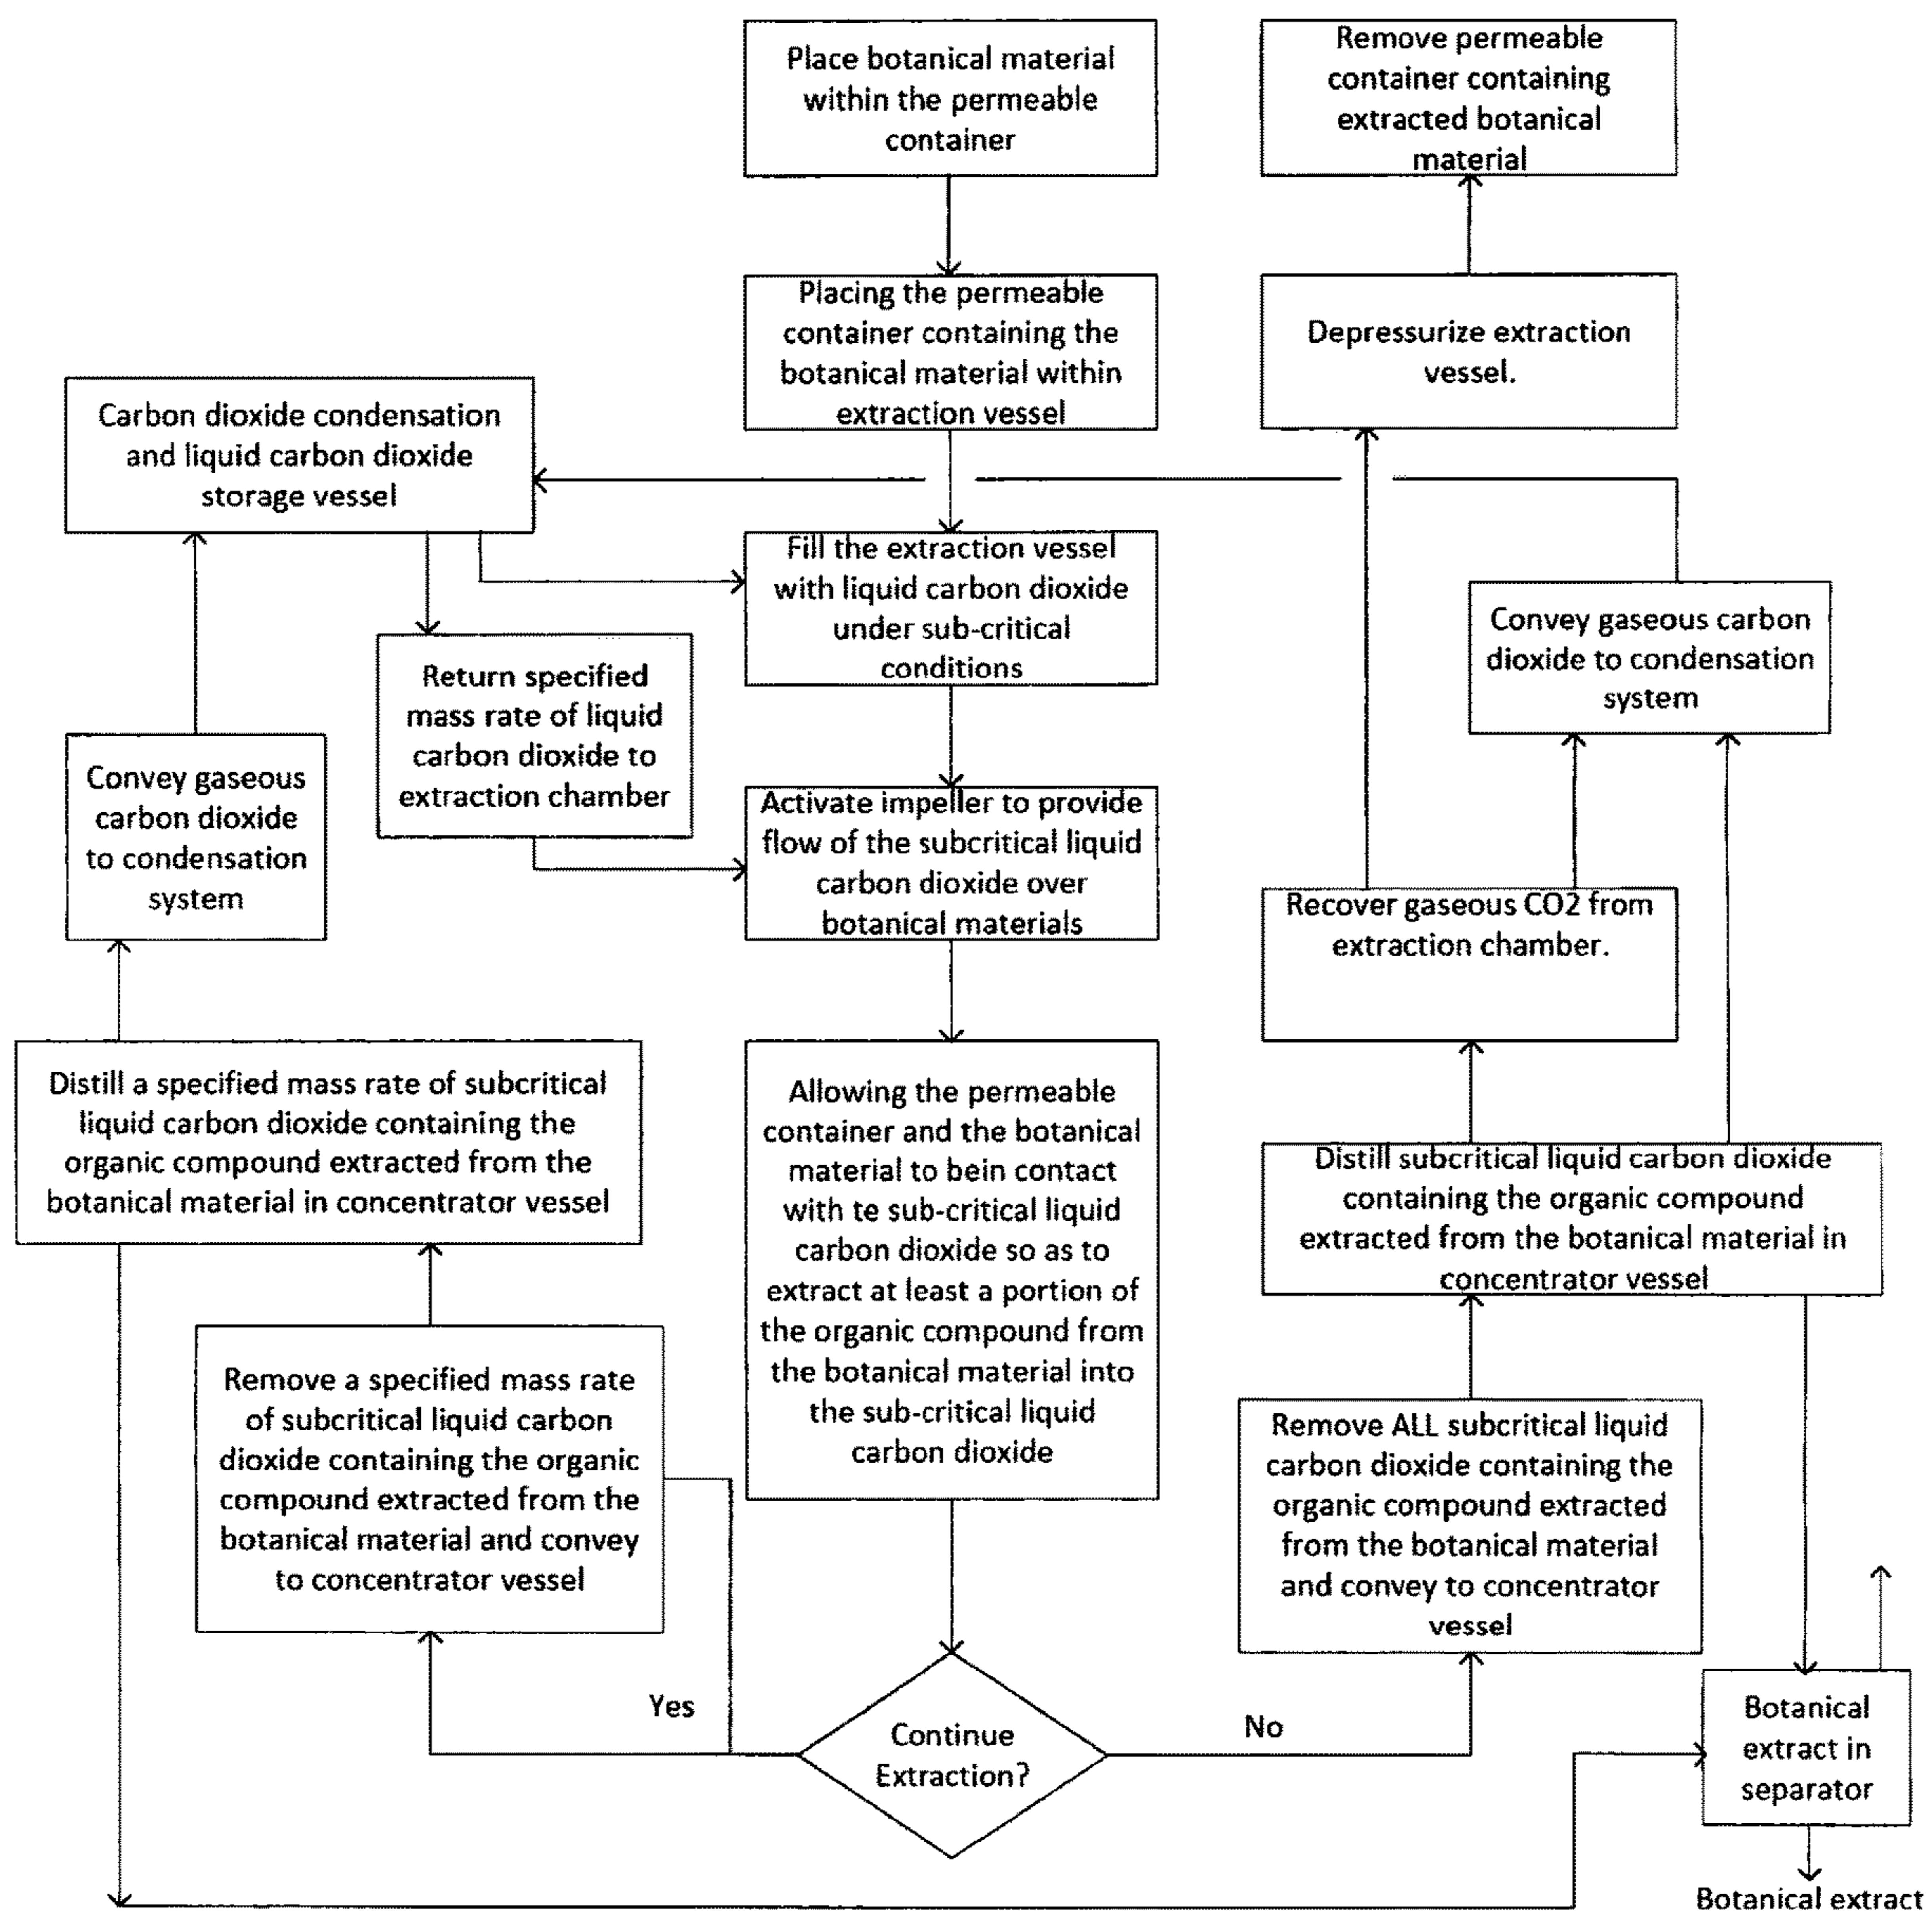 Place botanical material
within the permeable
container
Remove permeable
container containing
extracted botanical
material
Placing the permeable
container containing the
botanical material within
extraction vessel
Depressurize extraction
vessel.
Carbon dioxide condensation
and liquid carbon dioxide
storage vessel
Fill the extraction vessel
with liquid carbon dioxide
under sub-critical
conditions
Convey gaseous carbon
dioxide to condensation
system
Return specified
mass rate of liquid
carbon dioxide to
extraction chamber
Convey gaseous
carbon dioxide
to condensation
system
Activate impeller to provide
flow of the subcritical liquid
carbon dioxide over
botanical materials
Recover gaseous CO2 from
extraction chamber.
Distill a specified mass rate of subcritical
liquid carbon dioxide containing the
organic compound extracted from the
botanical material in concentrator vessel
Allowing the permeable
container and the botanical
material to bein contact
with te sub-critical liquid
carbon dioxide so as to
extract at least a portion of
the organic compound from
the botanical material into
the sub-critical liquid
carbon dioxide
Distill subcritical liquid carbon dioxide
containing the organic compound
extracted from the botanical material in
concentrator vessel
Remove a specified mass rate
of subcritical liquid carbon
dioxide containing the organic
compound extracted from the
botanical material and convey
to concentrator vessel
Remove ALL subcritical liquid
carbon dioxide containing the
organic compound extracted
from the botanical material
and convey to concentrator
vessel
Yes
Continue
Extraction?
No
Botanical
extract in
separator
Botanical extract